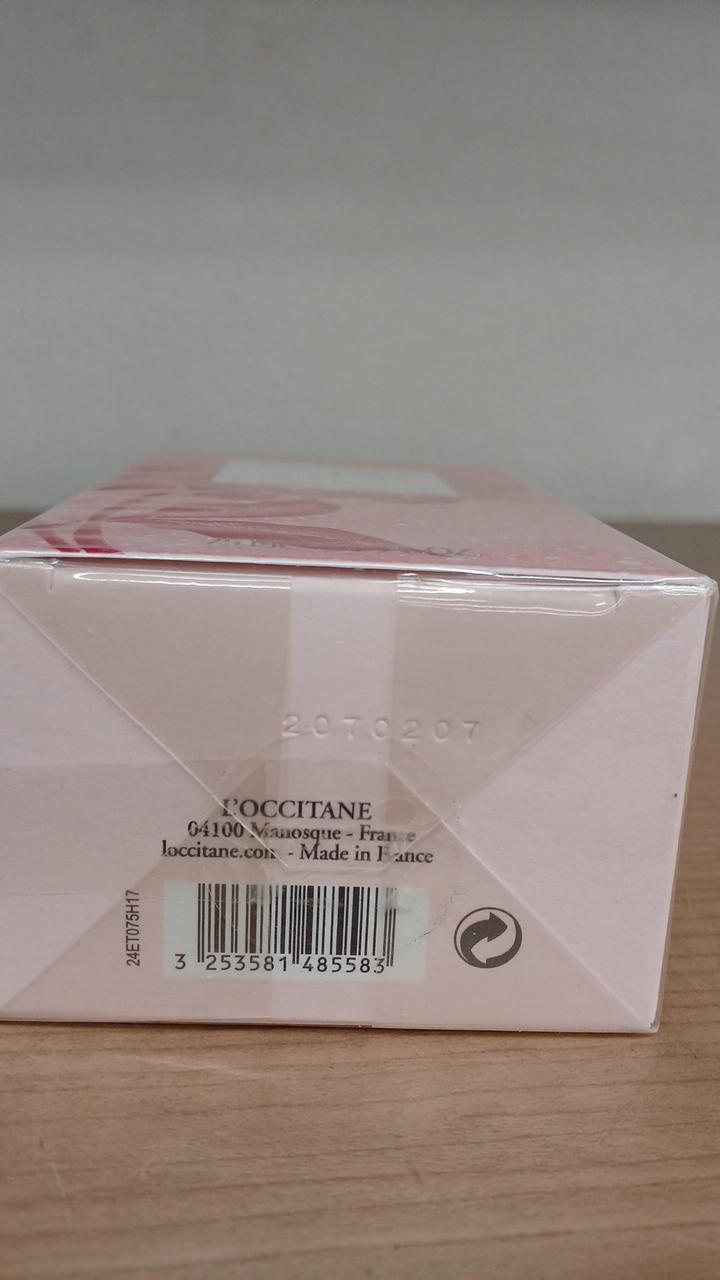 2070207
L'OCCITANE
04100 Manosque - France
loccitane.com - Made in France
24ET075H17
3 253581 485583